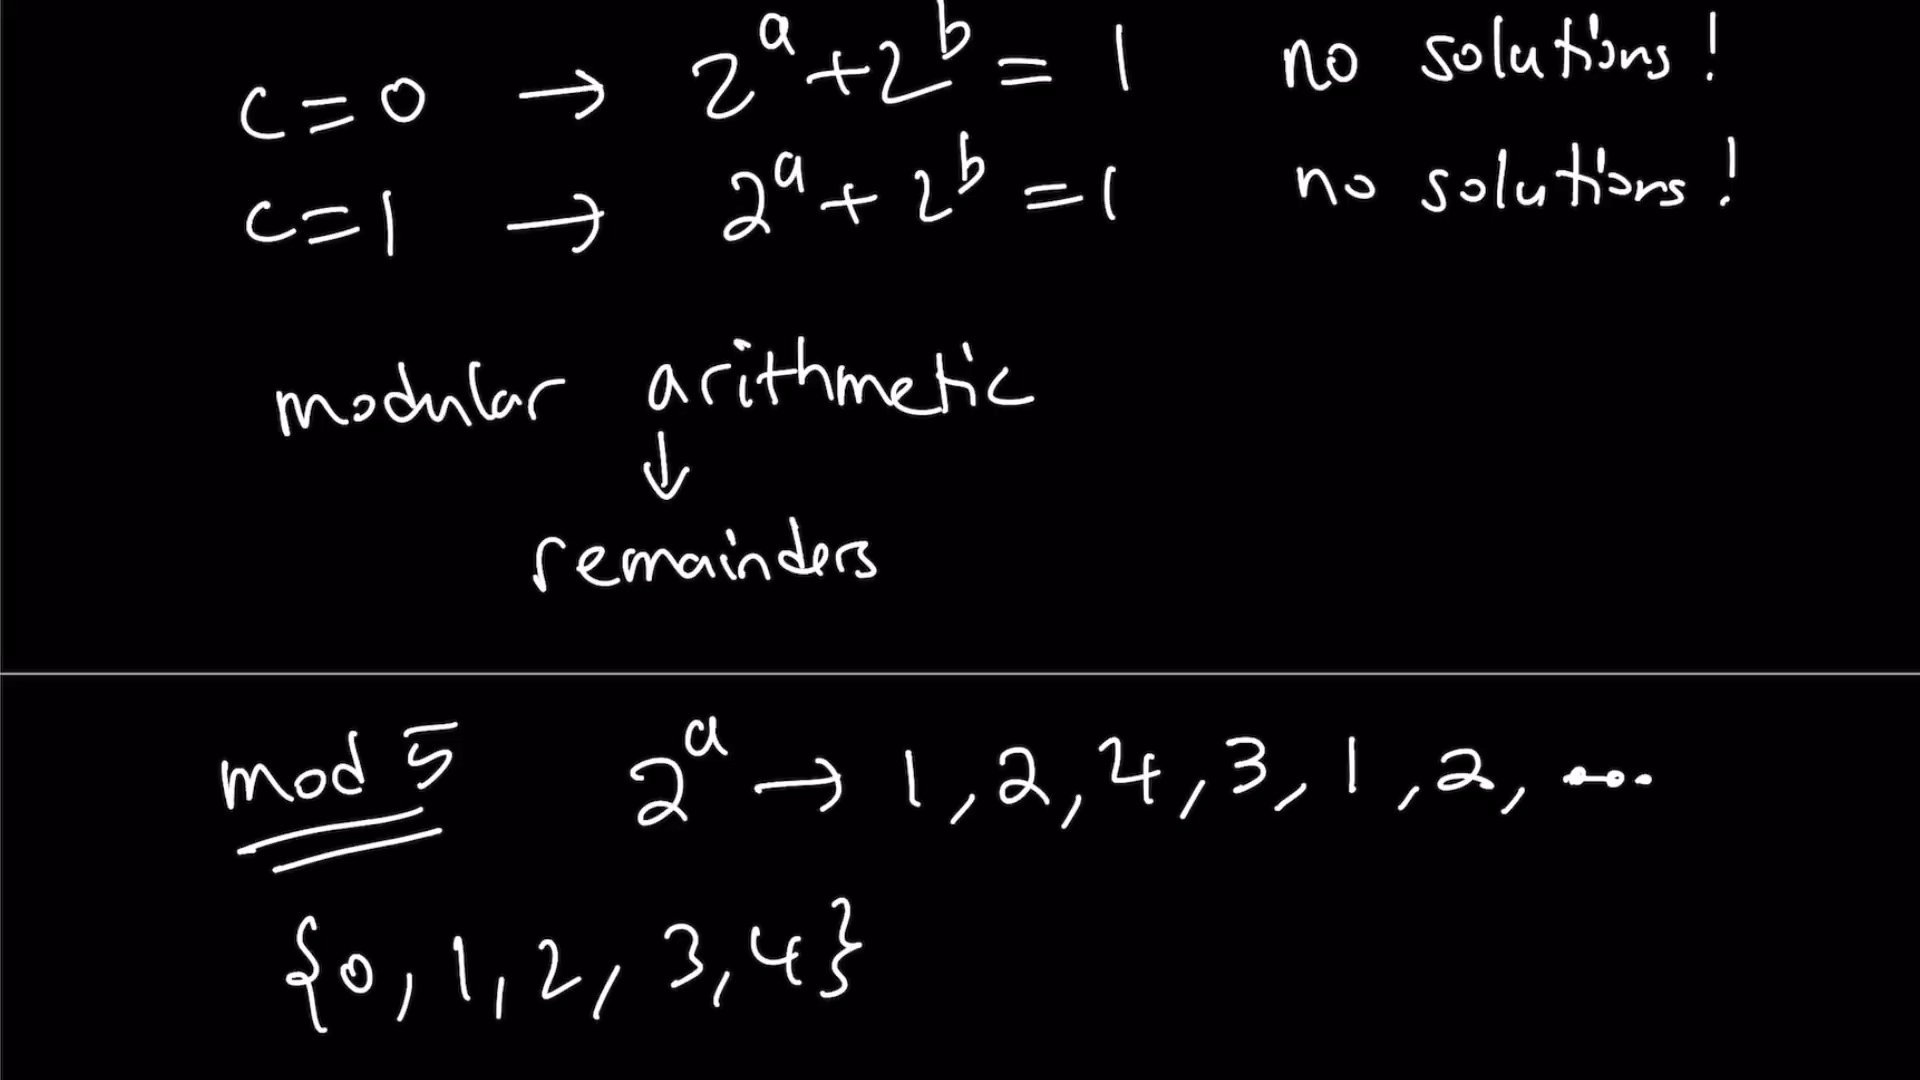 c=0 → 2^a+2^b=1 no solutions!
c=1 → 2^a+2^b=1 no solutions!
modular arithmetic
↓
remainders
mod 5 2^a → 1,2,4,3,1,2,....
{0,1,2,3,4}